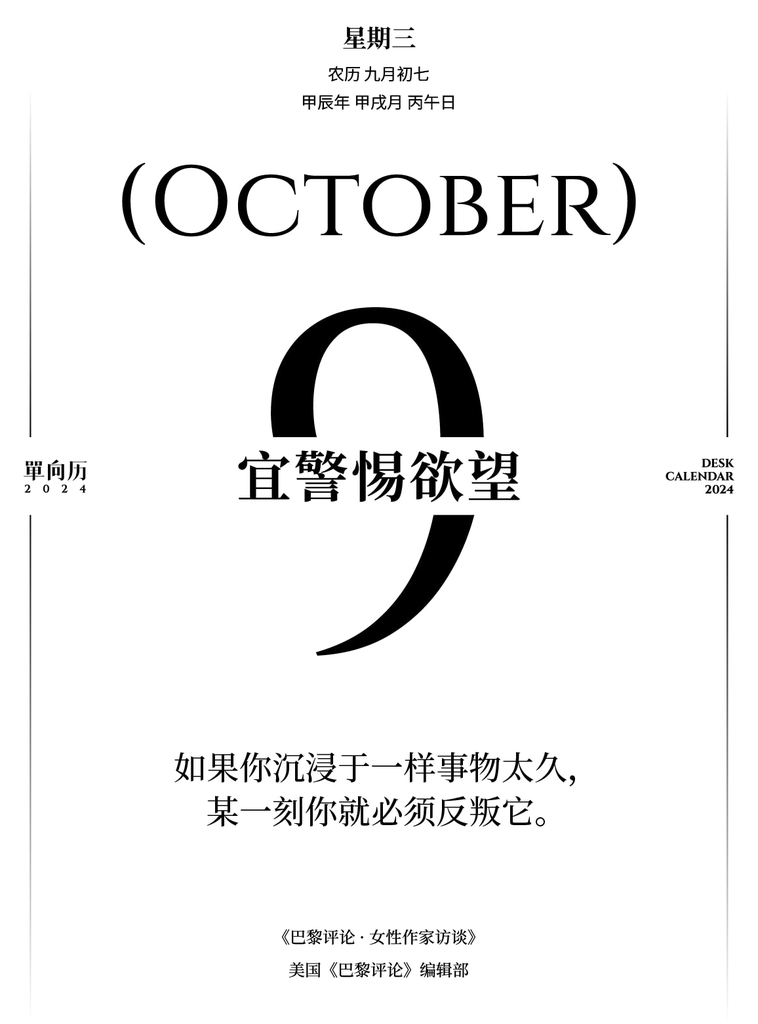 星期三
农历 九月初七
甲辰年 甲戌月 丙午日
(OCTOBER)
9
單向历
2024
宜警惕欲望
DESK
CALENDAR
2024
如果你沉浸于一样事物太久，
某一刻你就必须反叛它。
《巴黎评论·女性作家访谈》
美国《巴黎评论》编辑部